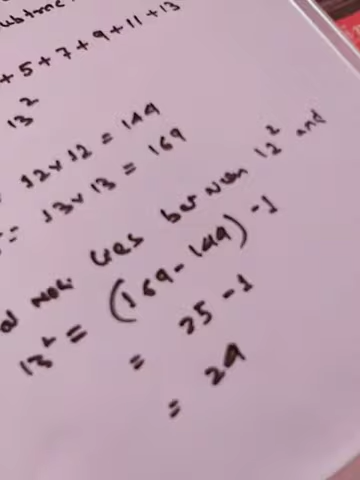 + 5 + 7 + 9 + 11 + 13
13²
12 x 12 = 144
13 x 13 = 169
lies between 12² and
13² = (169 - 144) - 1
= 25 - 1
= 24